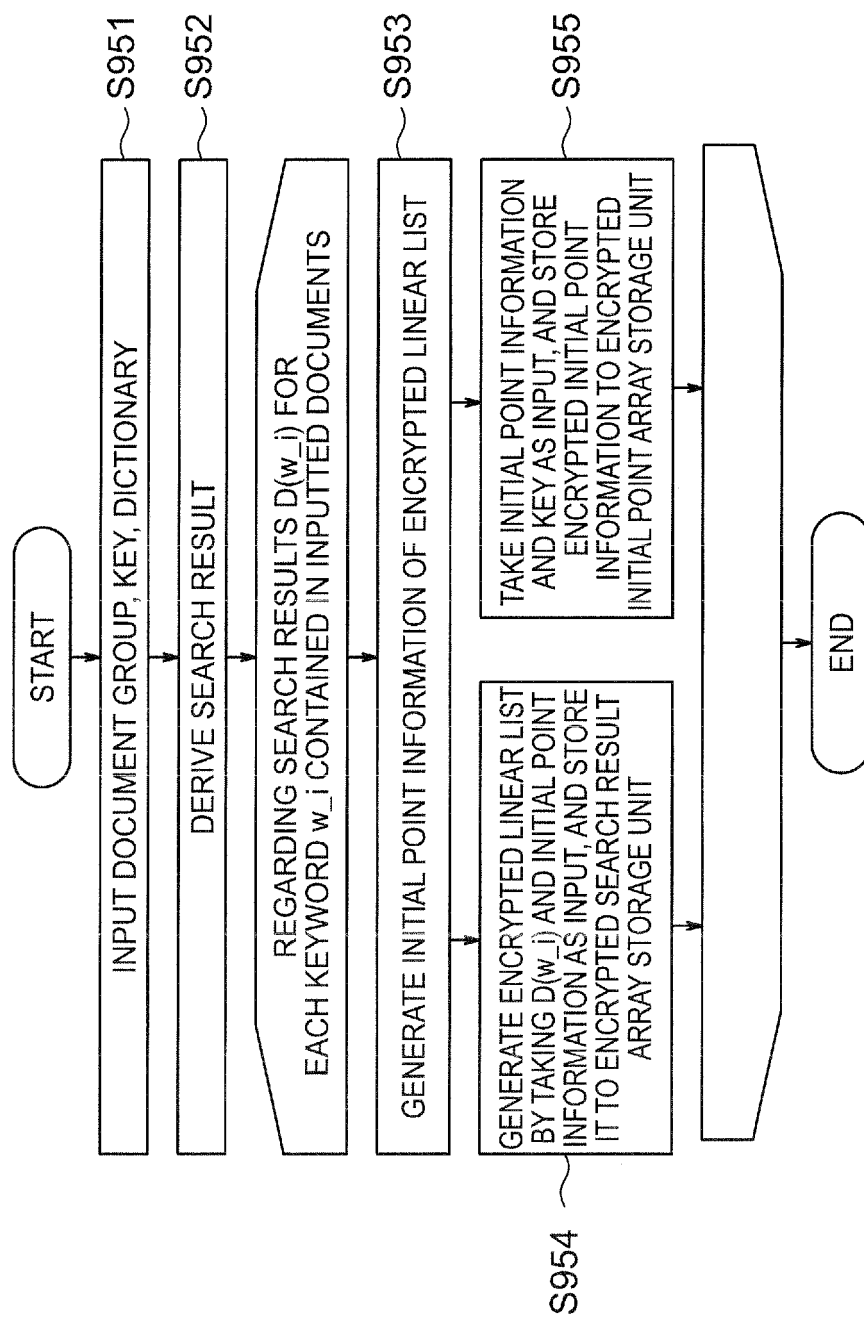 START
INPUT DOCUMENT GROUP, KEY, DICTIONARY
S951
DERIVE SEARCH RESULT
S952
REGARDING SEARCH RESULTS D(w_i) FOR
EACH KEYWORD w_i CONTAINED IN INPUTTED DOCUMENTS
GENERATE INITIAL POINT INFORMATION OF ENCRYPTED LINEAR LIST
S953
GENERATE ENCRYPTED LINEAR LIST
BY TAKING D(w_i) AND INITIAL POINT
INFORMATION AS INPUT, AND STORE
IT TO ENCRYPTED SEARCH RESULT
ARRAY STORAGE UNIT
S954
TAKE INITIAL POINT INFORMATION
AND KEY AS INPUT, AND STORE
ENCRYPTED INITIAL POINT
INFORMATION TO ENCRYPTED
INITIAL POINT ARRAY STORAGE UNIT
S955
END